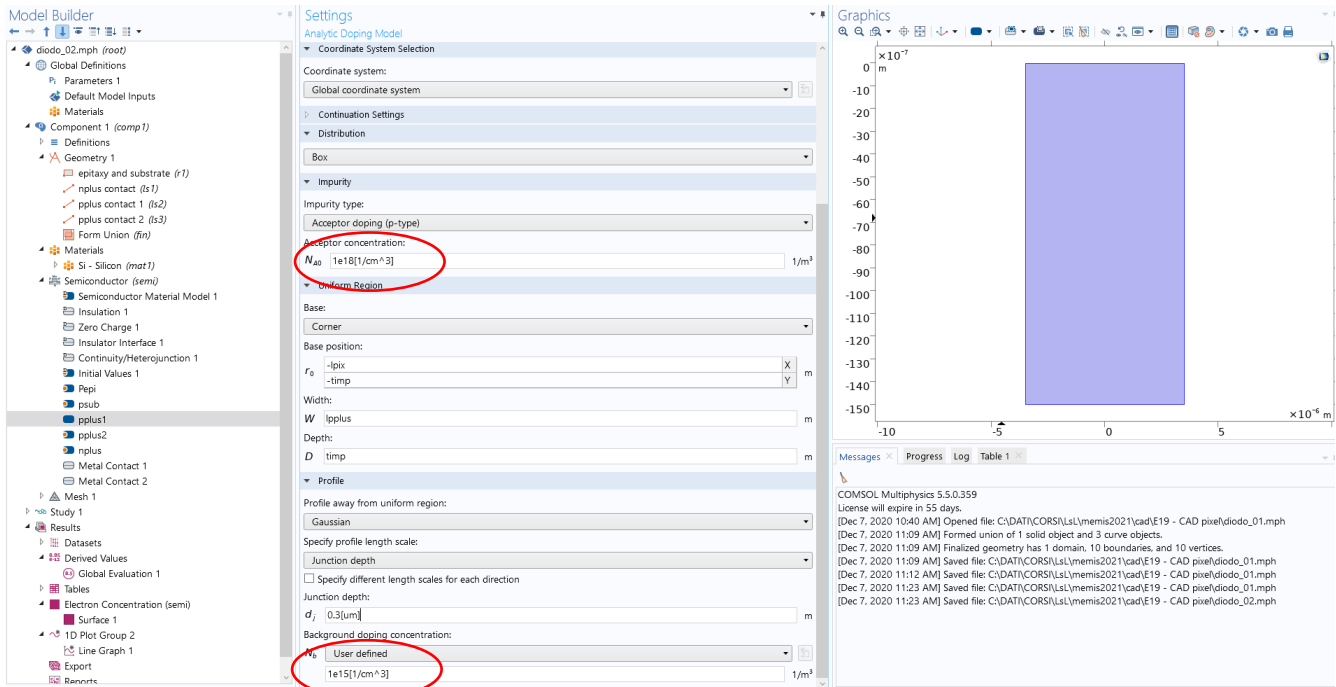 Model Builder
diodo_02.mph (root)
Global Definitions
Pi Parameters 1
Default Model Inputs
Materials
Component 1 (comp1)
Definitions
Geometry 1
epitaxy and substrate (r1)
nplus contact (ls1)
pplus contact 1 (ls2)
pplus contact 2 (ls3)
Form Union (fin)
Materials
Si - Silicon (mat1)
Semiconductor (semi)
Semiconductor Material Model 1
Insulation 1
Zero Charge 1
Insulator Interface 1
Continuity/Heterojunction 1
Initial Values 1
Pepi
psub
pplus1
pplus2
nplus
Metal Contact 1
Metal Contact 2
Mesh 1
Study 1
Results
Datasets
Derived Values
Global Evaluation 1
Tables
Electron Concentration (semi)
Surface 1
1D Plot Group 2
Line Graph 1
Export
Reports
Settings
Analytic Doping Model
Coordinate System Selection
Coordinate system:
Global coordinate system
Continuation Settings
Distribution
Box
Impurity
Impurity type:
Acceptor doping (p-type)
Acceptor concentration:
N_A0 1e18[1/cm^3] 1/m³
Uniform Region
Base:
Corner
Base position:
r₀ -lpix X m
-timp Y
Width:
W lpplus m
Depth:
D timp m
Profile
Profile away from uniform region:
Gaussian
Specify profile length scale:
Junction depth
Specify different length scales for each direction
Junction depth:
d_j 0.3[um] m
Background doping concentration:
N_b User defined
1e15[1/cm^3] 1/m³
Graphics
×10⁻⁷
0 m
-10
-20
-30
-40
-50
-60
-70
-80
-90
-100
-110
-120
-130
-140
-150
×10⁻⁶ m
-10 -5 0 5
Messages Progress Log Table 1
COMSOL Multiphysics 5.5.0.359
License will expire in 55 days.
[Dec 7, 2020 10:40 AM] Opened file: C:\DATI\CORSI\LsL\memis2021\cad\E19 - CAD pixel\diodo_01.mph
[Dec 7, 2020 11:09 AM] Formed union of 1 solid object and 3 curve objects.
[Dec 7, 2020 11:09 AM] Finalized geometry has 1 domain, 10 boundaries, and 10 vertices.
[Dec 7, 2020 11:09 AM] Saved file: C:\DATI\CORSI\LsL\memis2021\cad\E19 - CAD pixel\diodo_01.mph
[Dec 7, 2020 11:12 AM] Saved file: C:\DATI\CORSI\LsL\memis2021\cad\E19 - CAD pixel\diodo_01.mph
[Dec 7, 2020 11:23 AM] Saved file: C:\DATI\CORSI\LsL\memis2021\cad\E19 - CAD pixel\diodo_01.mph
[Dec 7, 2020 11:23 AM] Saved file: C:\DATI\CORSI\LsL\memis2021\cad\E19 - CAD pixel\diodo_02.mph